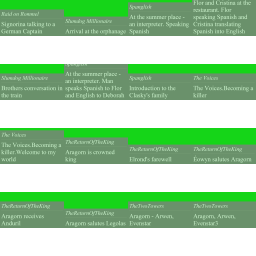 Raid on Rommel
Signorina talking to a
German Captain
Slumdog Millionaire
Arrival at the orphanage
Spanglish
At the summer place -
an interpreter. Speaking
Spanish
Flor and Cristina at the
restaurant. Flor
speaking Spanish and
Cristina translating
Spanish into English
Slumdog Millionaire
Brothers conversation in
the train
Spanglish
At the summer place -
an interpreter. Man
speaks Spanish to Flor
and English to Deborah
Spanglish
Introduction to the
Clasky's family
The Voices
The Voices.Becoming a
killer
The Voices
The Voices.Becoming a
killer.Welcome to my
world
TheReturnOfTheKing
Aragorn is crowned
king
TheReturnOfTheKing
Elrond's farewell
TheReturnOfTheKing
Eowyn salutes Aragorn
TheReturnOfTheKing
Aragorn receives
Anduril
TheReturnOfTheKing
Aragorn salutes Legolas
TheTwoTowers
Aragorn - Arwen,
Evenstar
TheTwoTowers
Aragorn, Arwen,